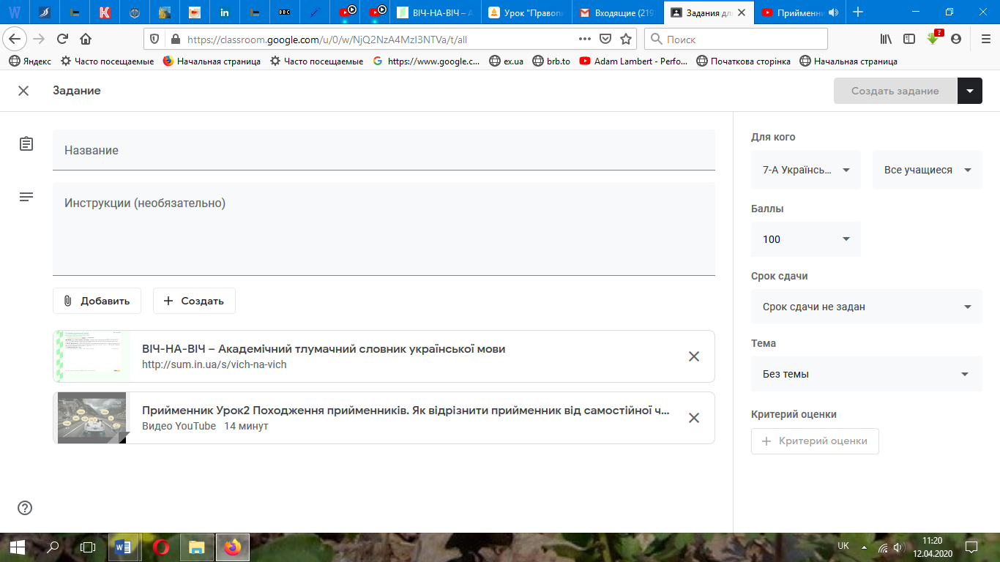 W
K
in
BBC
ВІЧ-НА-ВІЧ – А
Урок "Правопи
Входящие (219
Задания дл
Прийменни
https://classroom.google.com/u/0/w/NjQ2NzA4MzI3NTVa/t/all
Поиск
Яндекс
Часто посещаемые
Начальная страница
Часто посещаемые
https://www.google.c...
ex.ua
brb.to
Adam Lambert - Perfo...
Початкова сторінка
Начальная страница
Задание
Создать задание
Название
Инструкции (необязательно)
Добавить
Создать
ВІЧ-НА-ВІЧ – Академічний тлумачний словник української мови
http://sum.in.ua/s/vich-na-vich
Прийменник Урок2 Походження прийменників. Як відрізнити прийменник від самостійної ч...
Видео YouTube 14 минут
Для кого
7-А Українсь...
Все учащиеся
Баллы
100
Срок сдачи
Срок сдачи не задан
Тема
Без темы
Критерий оценки
Критерий оценки
UK
11:20
12.04.2020